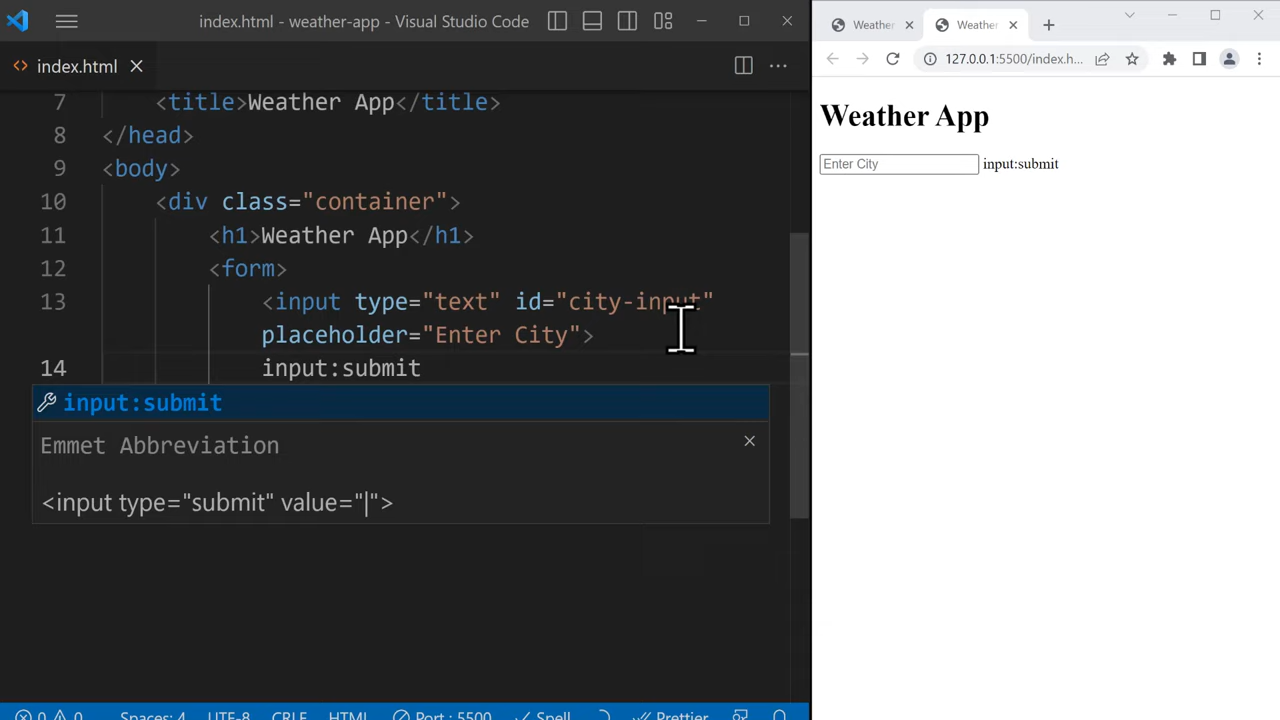 index.html - weather-app - Visual Studio Code
index.html
7 <title>Weather App</title>
8 </head>
9 <body>
10 <div class="container">
11 <h1>Weather App</h1>
12 <form>
13 <input type="text" id="city-input"
placeholder="Enter City">
14 input:submit
input:submit
Emmet Abbreviation
<input type="submit" value="|">
0 0 Spaces: 4 UTF-8 CRLF HTML Port : 5500 Spell Prettier
Weather
Weather
127.0.0.1:5500/index.h...
Weather App
Enter City input:submit